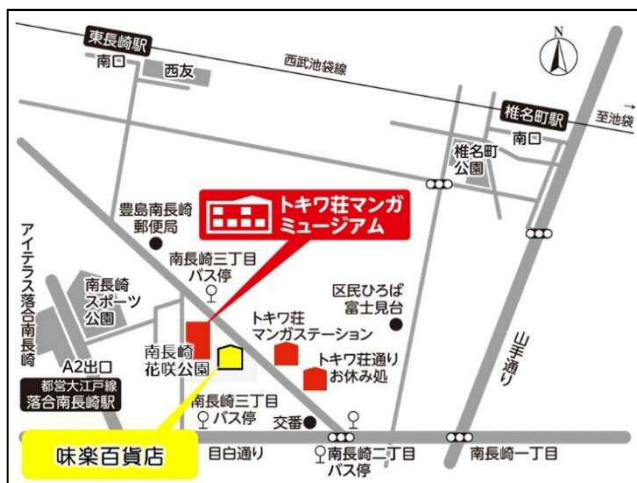 東長崎駅
南口
西友
西武池袋線
N
椎名町駅
南口
→
至池袋
椎名町
公園
トキワ荘マンガ
ミュージアム
豊島南長崎
郵便局
南長崎三丁目
バス停
アイテラス落合南長崎
南長崎
スポーツ
公園
区民ひろば
富士見台
トキワ荘
マンガステーション
山手通り
A2出口
都営大江戸線
落合南長崎駅
南長崎
花咲公園
トキワ荘通り
お休み処
南長崎三丁目
バス停
交番
味楽百貨店
目白通り
南長崎二丁目
バス停
南長崎一丁目